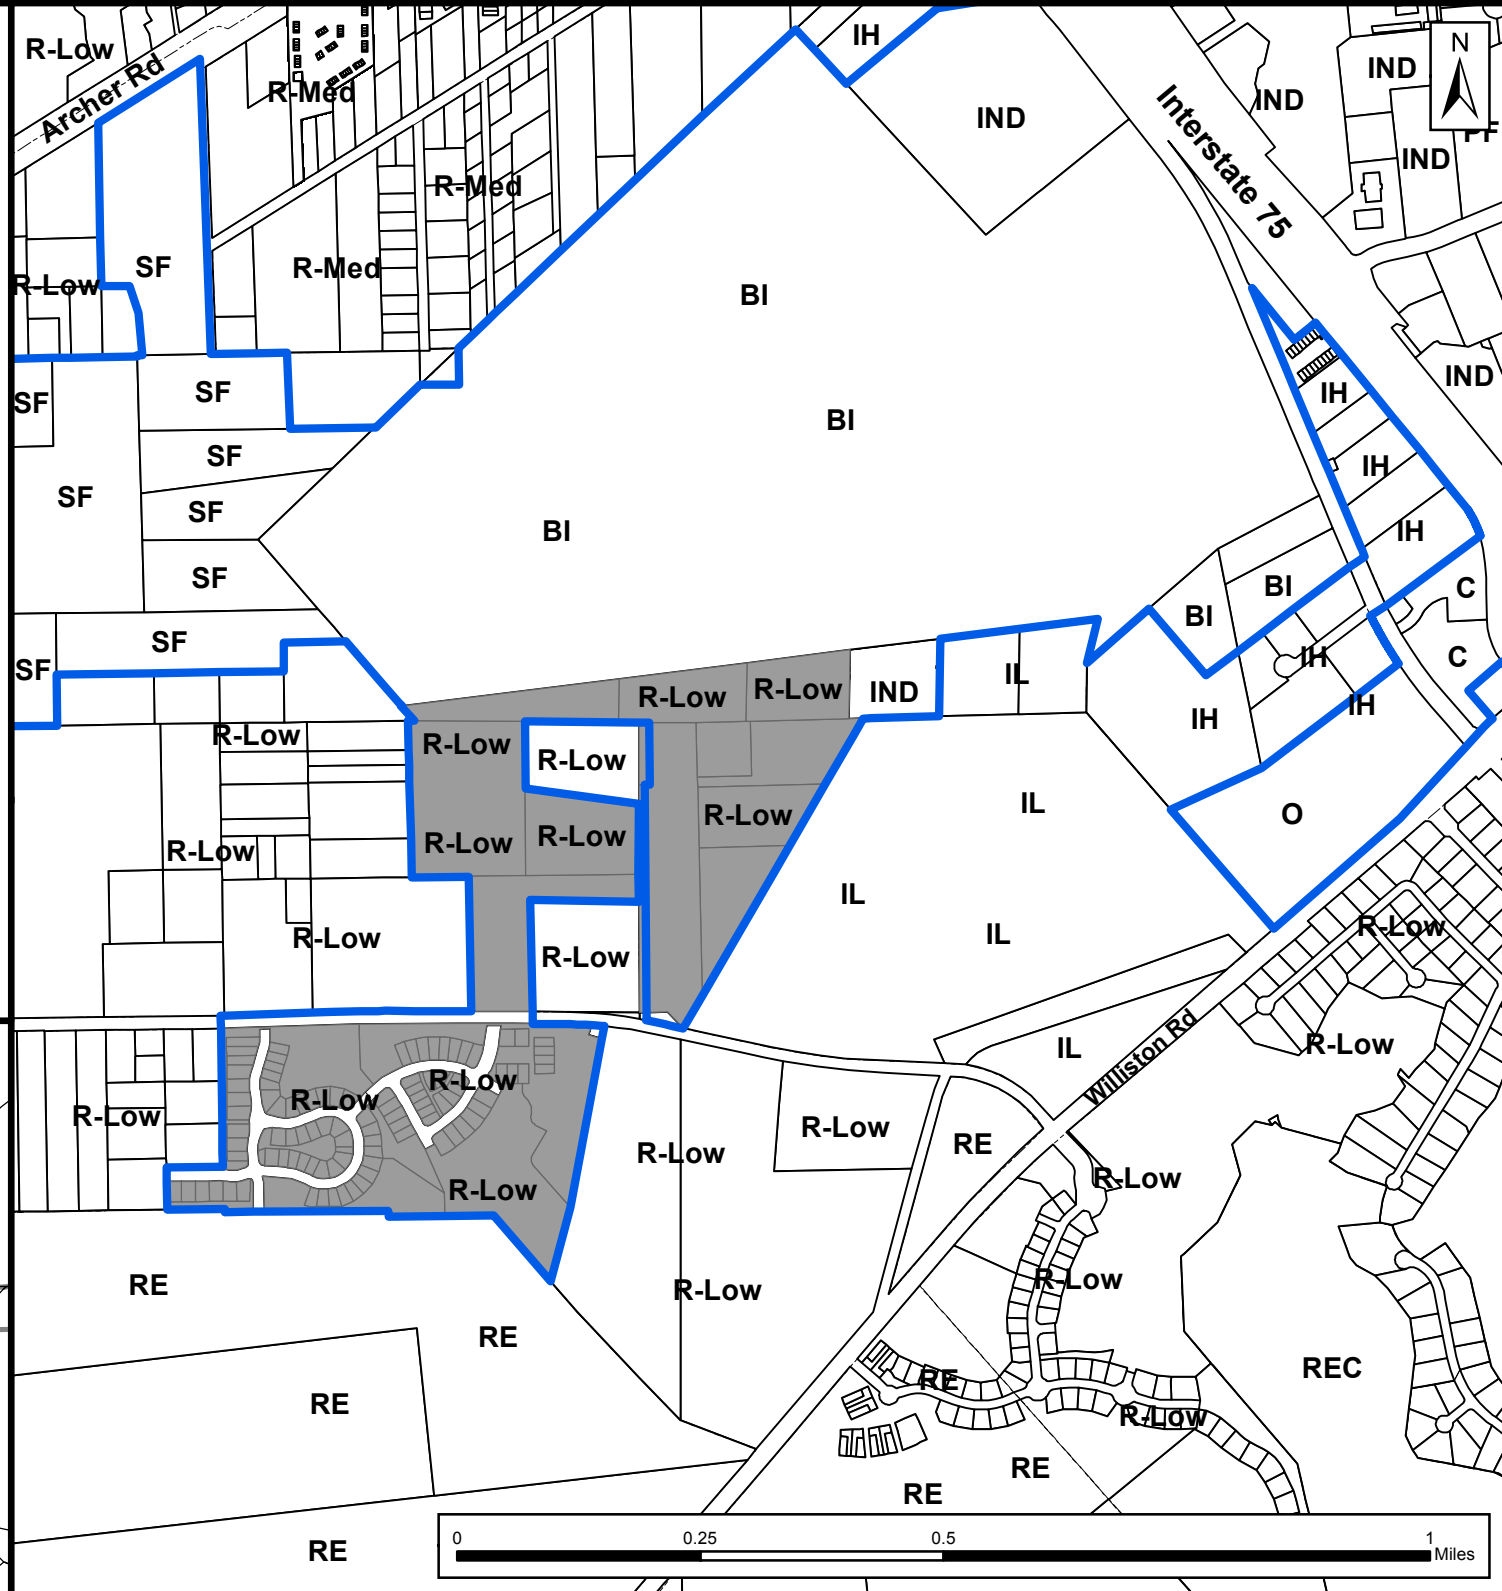 R-Low
IH
N
Archer Rd
R-Med
IND
IND
IND
Interstate 75
PF
IND
R-Med
SF
R-Med
R-Low
BI
IND
SF
SF
IH
BI
SF
IH
SF
SF
BI
IH
SF
BI
C
BI
SF
IH
C
SF
IL
IND
R-Low
R-Low
IH
IH
R-Low
R-Low
R-Low
IL
R-Low
O
R-Low
R-Low
R-Low
IL
R-Low
IL
R-Low
R-Low
IL
R-Low
Williston Rd
R-Low
R-Low
R-Low
R-Low
RE
R-Low
R-Low
R-Low
RE
R-Low
R-Low
RE
REC
RE
RE
R-Low
RE
RE
RE
0
0.25
0.5
1
Miles